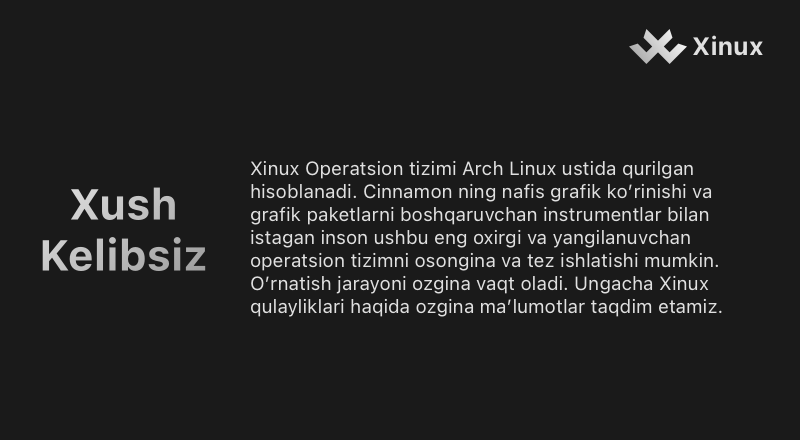 Xinux
Xush
Kelibsiz
Xinux Operatsion tizimi Arch Linux ustida qurilgan
hisoblanadi. Cinnamon ning nafis grafik ko’rinishi va
grafik paketlarni boshqaruvchan instrumentlar bilan
istagan inson ushbu eng oxirgi va yangilanuvchan
operatsion tizimni osongina va tez ishlatishi mumkin.
O’rnatish jarayoni ozgina vaqt oladi. Ungacha Xinux
qulayliklari haqida ozgina ma’lumotlar taqdim etamiz.